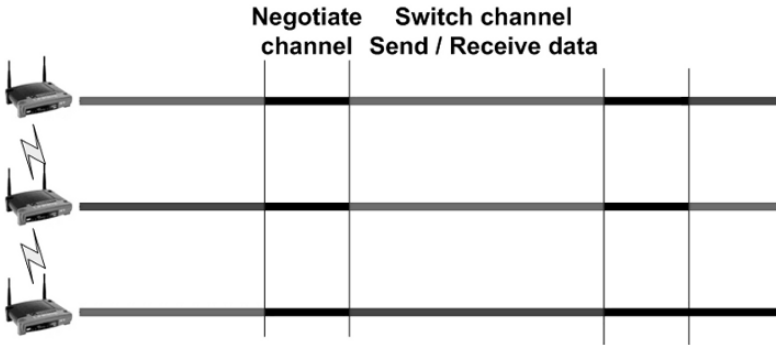 Negotiate channel
Switch channel
Send / Receive data